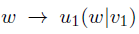 w → u₁(w|v₁)